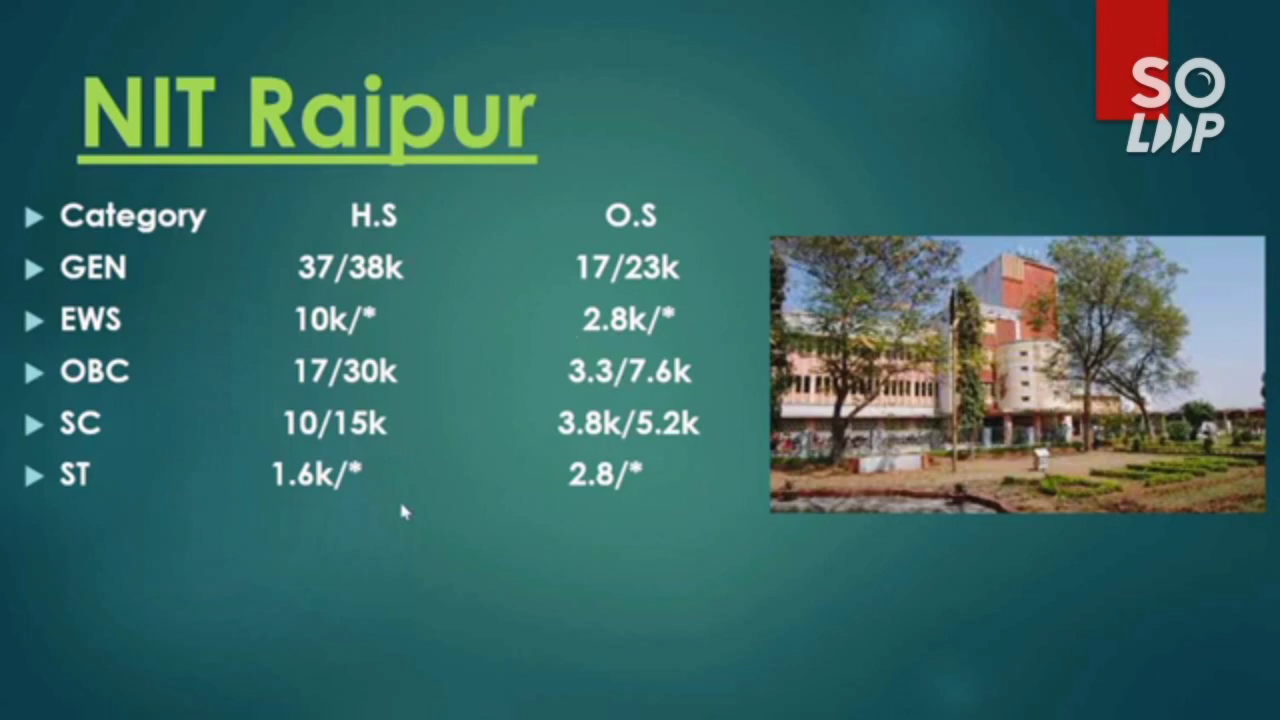 NIT Raipur
SO
LOOP
Category H.S O.S
GEN 37/38k 17/23k
EWS 10k/* 2.8k/*
OBC 17/30k 3.3/7.6k
SC 10/15k 3.8k/5.2k
ST 1.6k/* 2.8/*